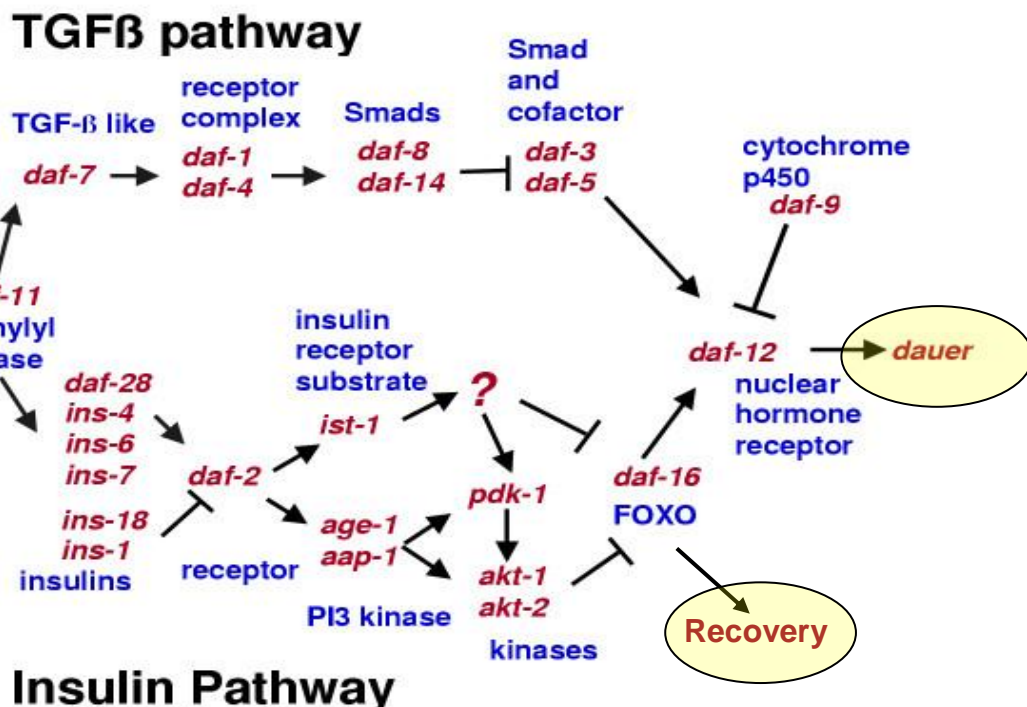 TGFß pathway
TGF-ß like
daf-7
receptor
complex
daf-1
daf-4
Smads
daf-8
daf-14
Smad
and
cofactor
daf-3
daf-5
cytochrome
p450
daf-9
-11
nylyl
ase
daf-28
ins-4
ins-6
ins-7
ins-18
ins-1
insulins
daf-2
receptor
insulin
receptor
substrate
ist-1
?
age-1
aap-1
PI3 kinase
pdk-1
akt-1
akt-2
kinases
daf-16
FOXO
daf-12
nuclear
hormone
receptor
dauer
Recovery
Insulin Pathway